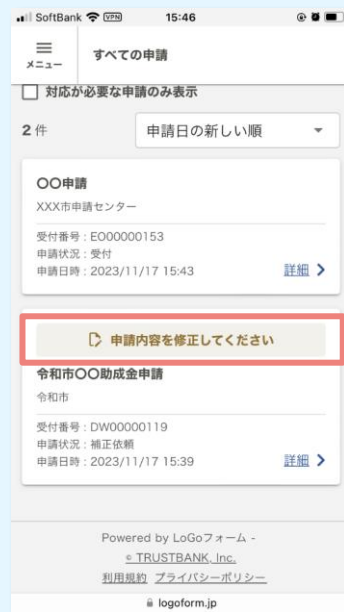 SoftBank VPN 15:46
メニュー
すべての申請
対応が必要な申請のみ表示
2 件
申請日の新しい順
〇〇申請
XXX市申請センター
受付番号：EO00000153
申請状況：受付
申請日時：2023/11/17 15:43
詳細
申請内容を修正してください
令和市〇〇助成金申請
令和市
受付番号：DW00000119
申請状況：補正依頼
申請日時：2023/11/17 15:39
詳細
Powered by LoGoフォーム -
© TRUSTBANK, Inc.
利用規約 プライバシーポリシー
logoform.jp